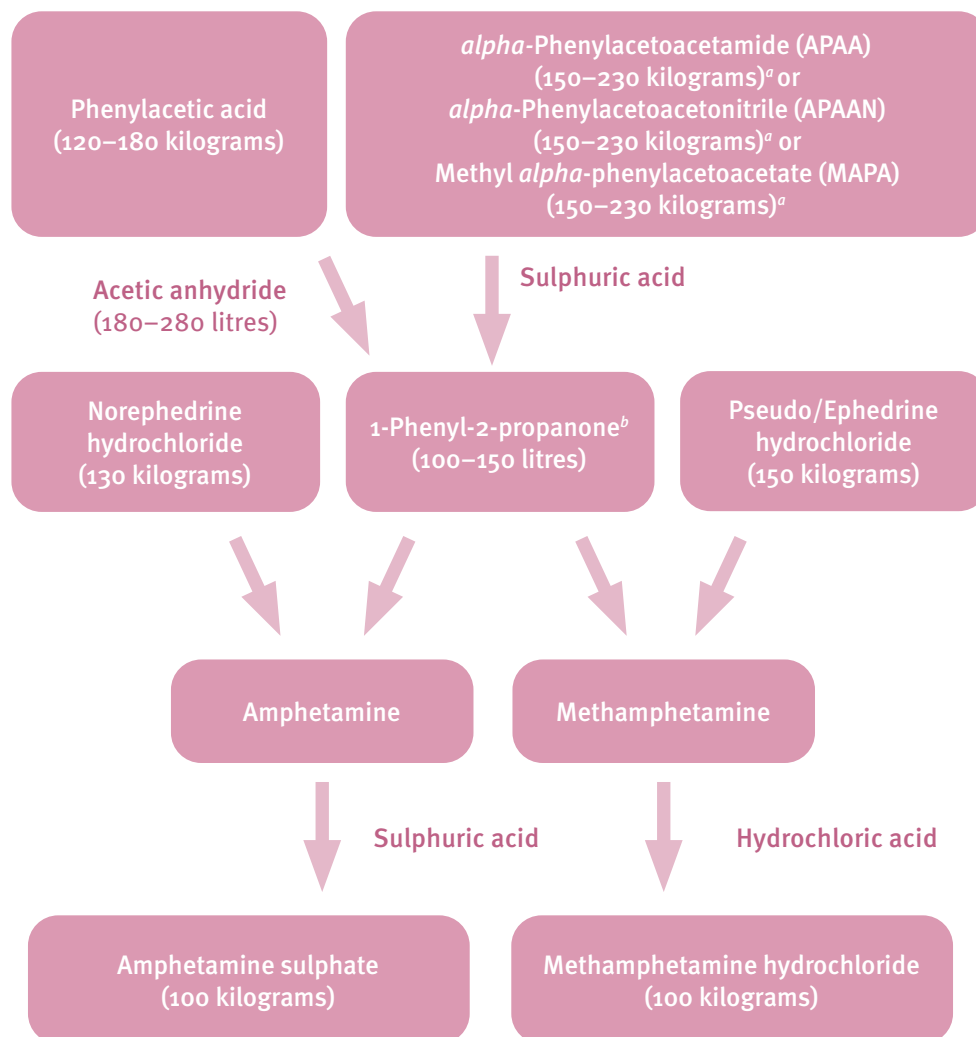 Phenylacetic acid
(120–180 kilograms)
alpha-Phenylacetoacetamide (APAA)
(150–230 kilograms)a or
alpha-Phenylacetoacetonitrile (APAAN)
(150–230 kilograms)a or
Methyl alpha-phenylacetoacetate (MAPA)
(150–230 kilograms)a
Acetic anhydride
(180–280 litres)
Sulphuric acid
Norephedrine
hydrochloride
(130 kilograms)
1-Phenyl-2-propanoneb
(100–150 litres)
Pseudo/Ephedrine
hydrochloride
(150 kilograms)
Amphetamine
Methamphetamine
Sulphuric acid
Hydrochloric acid
Amphetamine sulphate
(100 kilograms)
Methamphetamine hydrochloride
(100 kilograms)